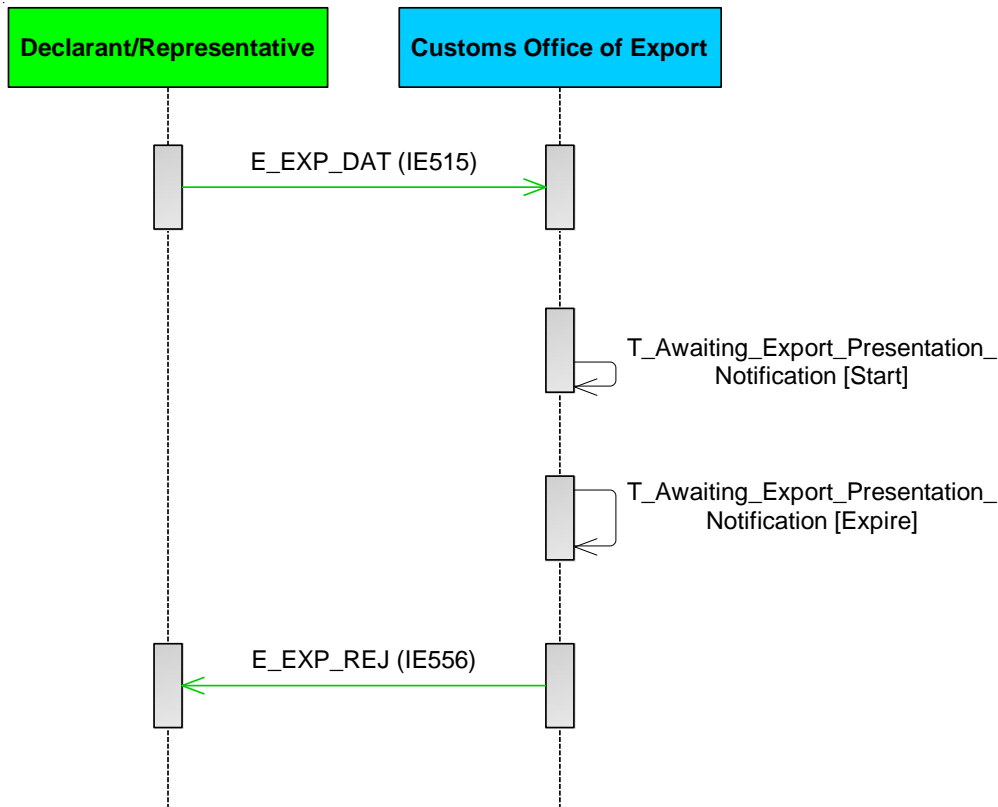 Declarant/Representative
Customs Office of Export
E_EXP_DAT (IE515)
T_Awaiting_Export_Presentation_
Notification [Start]
T_Awaiting_Export_Presentation_
Notification [Expire]
E_EXP_REJ (IE556)